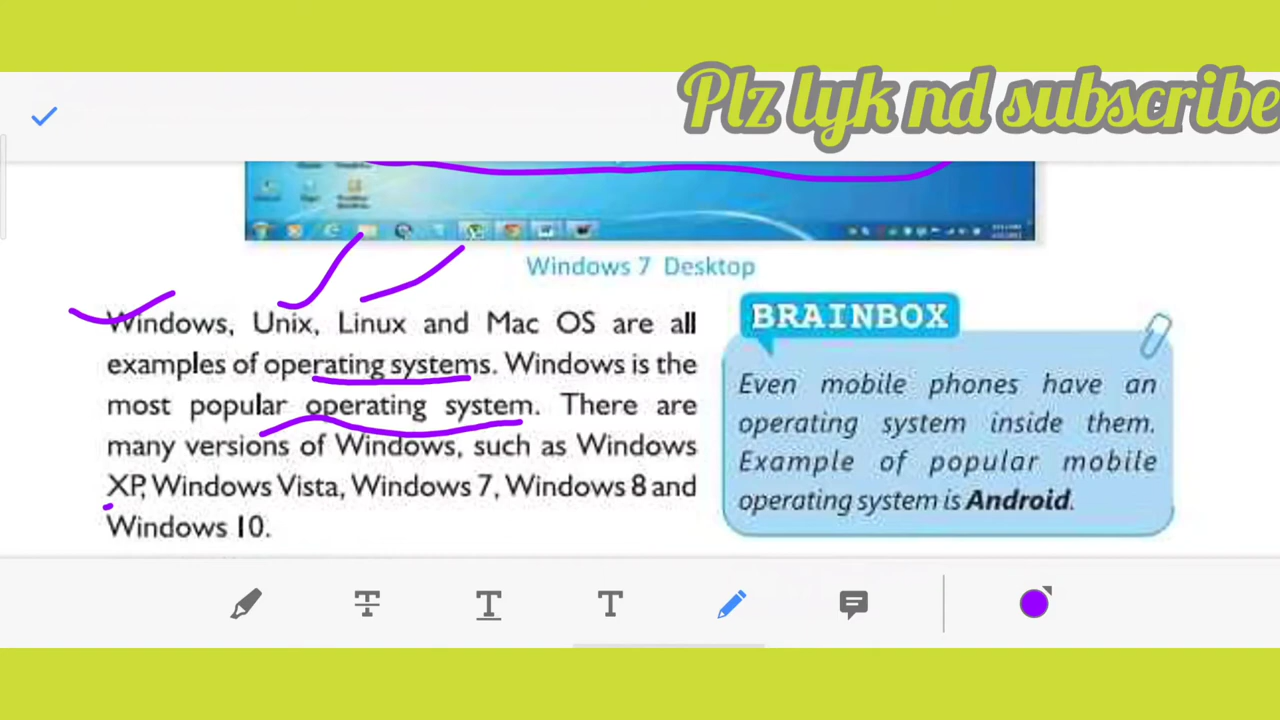 Plz lyk nd subscribe
Windows 7 Desktop
Windows, Unix, Linux and Mac OS are all
examples of operating systems. Windows is the
most popular operating system. There are
many versions of Windows, such as Windows
XP, Windows Vista, Windows 7, Windows 8 and
Windows 10.
BRAINBOX
Even mobile phones have an
operating system inside them.
Example of popular mobile
operating system is Android.
T
T
T